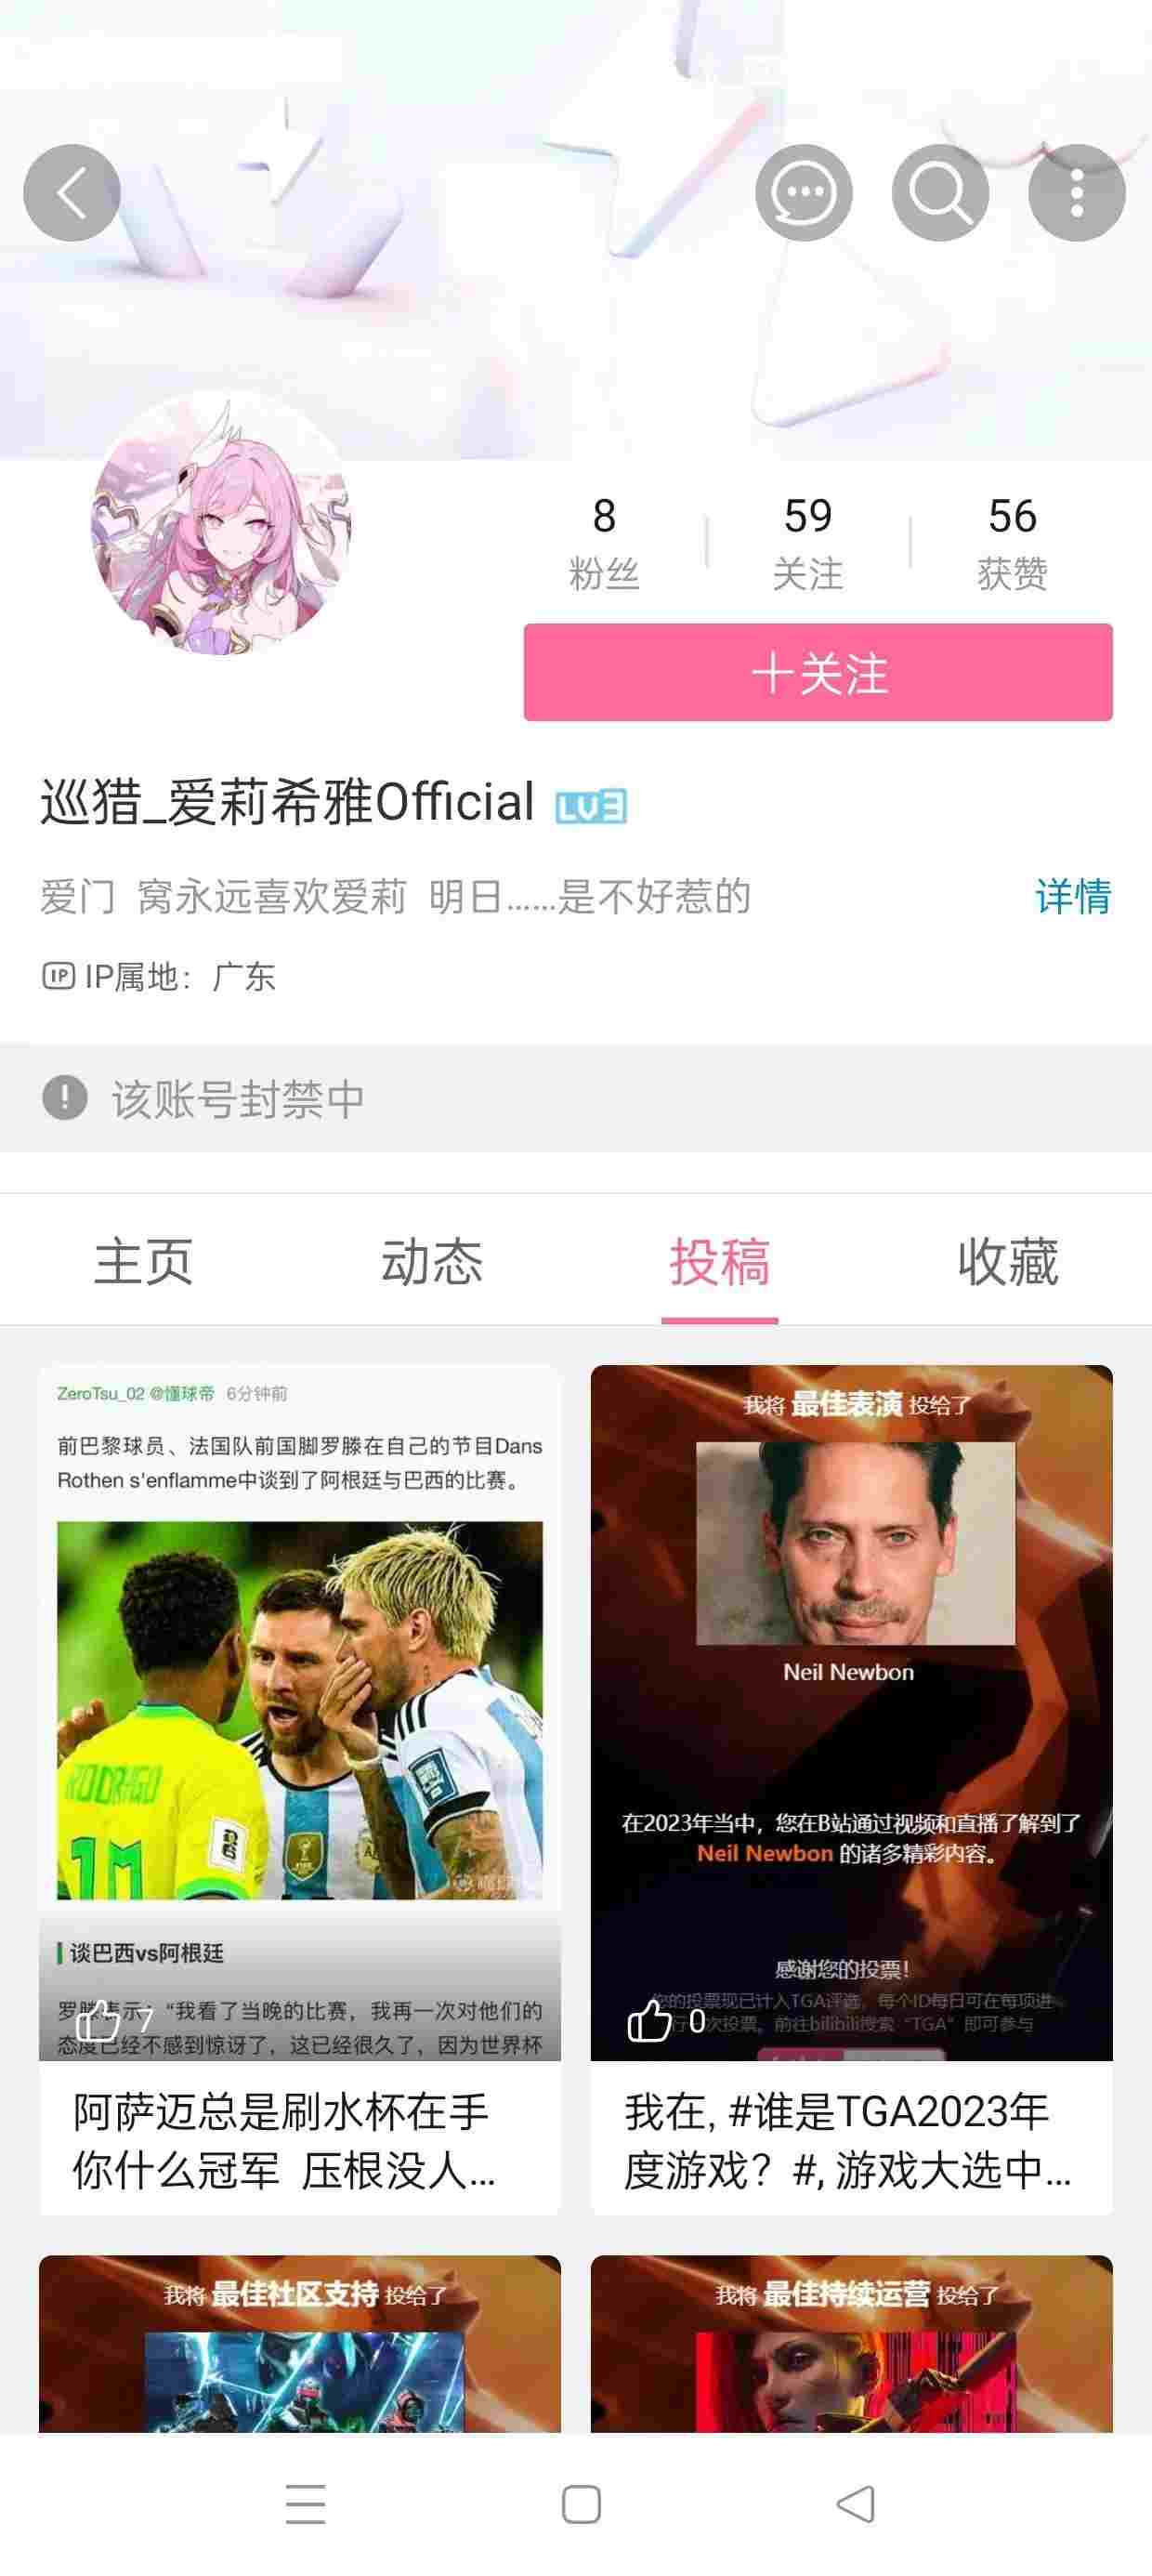 8
59
56
粉丝
关注
获赞
关注
巡猎_爱莉希雅Official LV3
爱门 窝永远喜欢爱莉 明日......是不好惹的
详情
IP IP属地：广东
该账号封禁中
主页
动态
投稿
收藏
ZeroTsu_02 @懂球帝 6分钟前
前巴黎球员、法国队前国脚罗滕在自己的节目Dans
Rothen s'enflamme中谈到了阿根廷与巴西的比赛。
RODRYGO
10
谈巴西vs阿根廷
罗滕表示：“我看了当晚的比赛，我再一次对他们的
态度已经不感到惊讶了，这已经很久了，因为世界杯
7
阿萨迈总是刷水杯在手
你什么冠军 压根没人...
我将 最佳表演 投给了
Neil Newbon
在2023年当中，您在B站通过视频和直播了解到了
Neil Newbon 的诸多精彩内容。
感谢您的投票！
您的投票现已计入TGA评选，每个ID每日可在每项进
行 次投票。前往bilibili搜索“TGA”即可参与
0
我在, #谁是TGA2023年
度游戏？#, 游戏大选中...
我将 最佳社区支持 投给了
我将 最佳持续运营 投给了